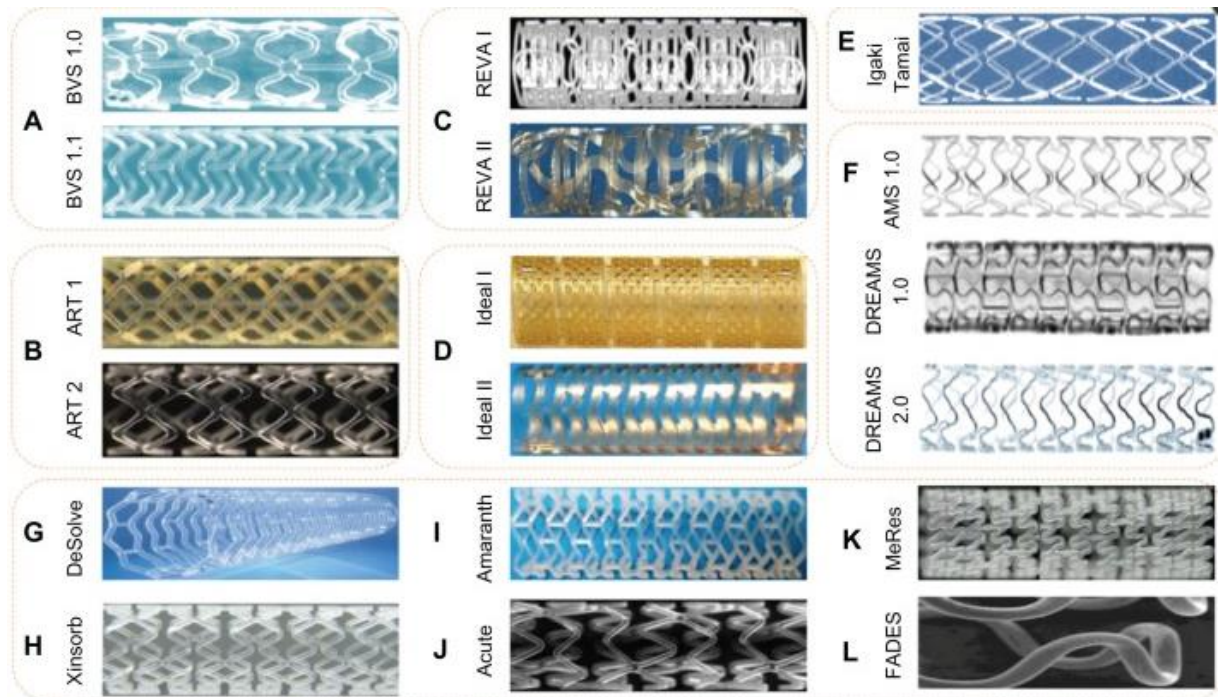 A
BVS 1.0
BVS 1.1
B
ART 1
ART 2
C
REVA I
REVA II
D
Ideal I
Ideal II
E
Igaki
Tamai
F
AMS 1.0
DREAMS
1.0
DREAMS
2.0
G
DeSolve
H
Xinsorb
I
Amaranth
J
Acute
K
MeRes
L
FADES